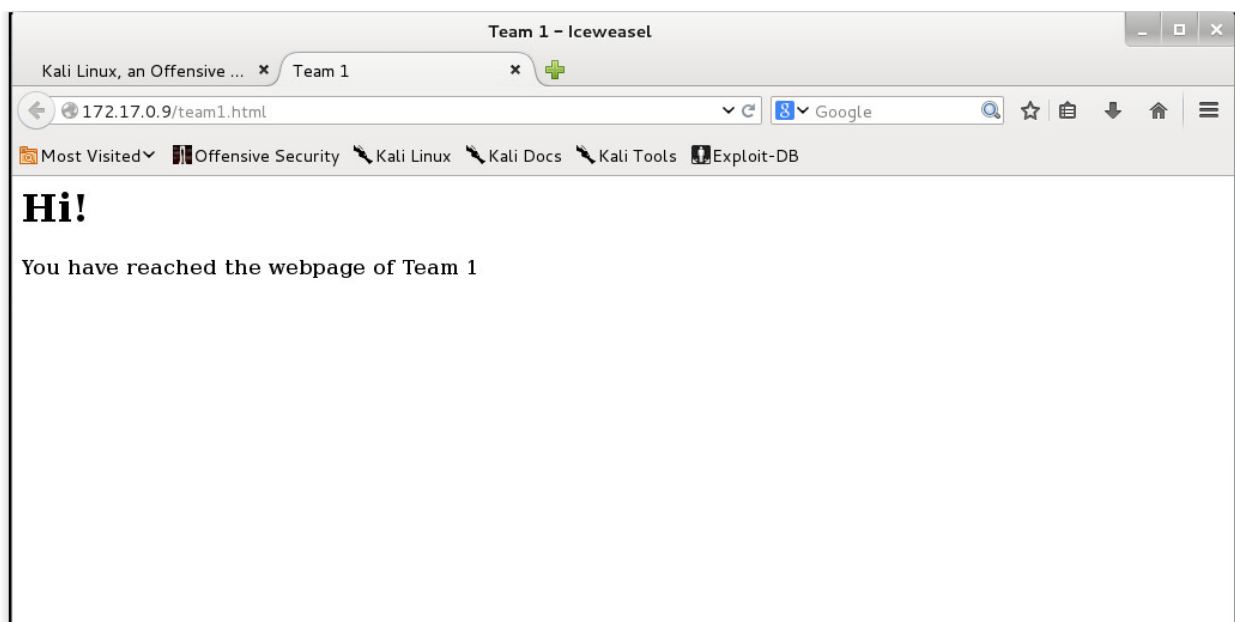 Team 1 - Iceweasel
Kali Linux, an Offensive ... Team 1
172.17.0.9/team1.html Google
Most Visited Offensive Security Kali Linux Kali Docs Kali Tools Exploit-DB
Hi!
You have reached the webpage of Team 1